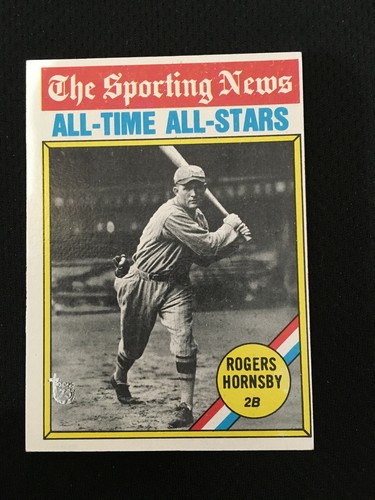 The Sporting News
ALL-TIME ALL-STARS
ROGERS
HORNSBY
2B